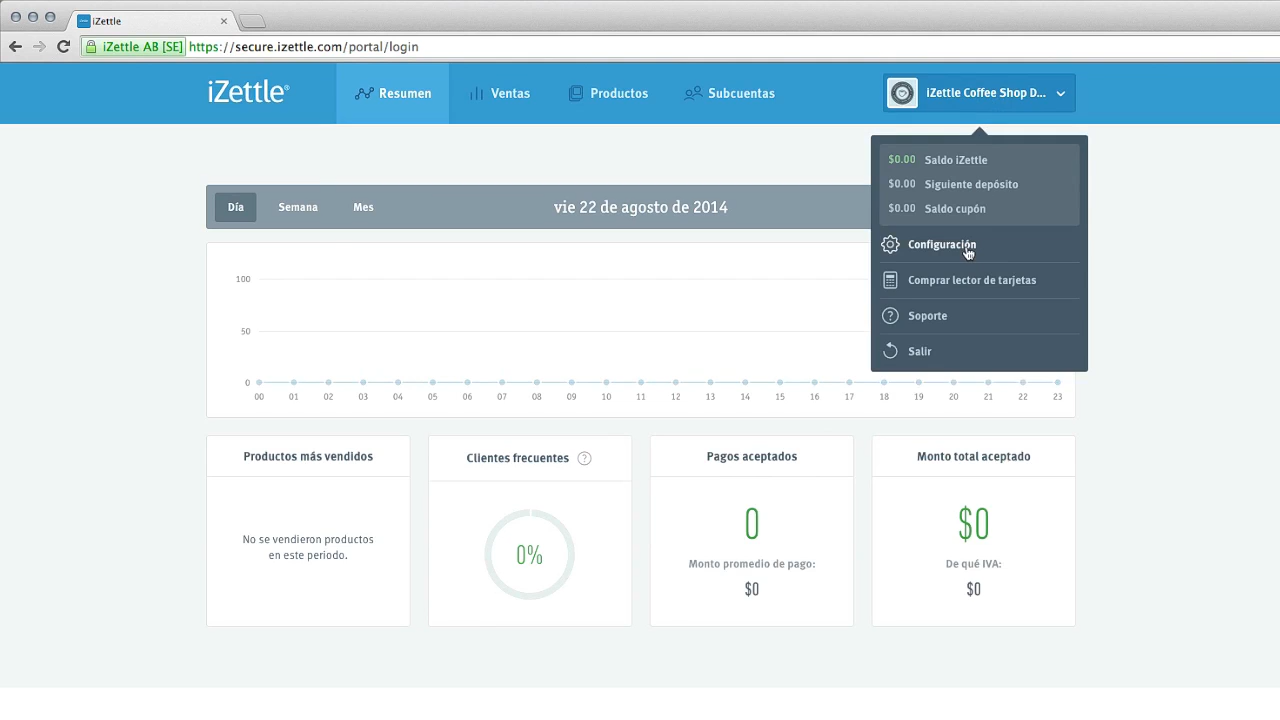 iZettle
iZettle AB [SE] https://secure.izettle.com/portal/login
iZettle®
Resumen
Ventas
Productos
Subcuentas
iZettle Coffee Shop D...
$0.00 Saldo iZettle
$0.00 Siguiente depósito
$0.00 Saldo cupón
Configuración
Comprar lector de tarjetas
Soporte
Salir
Día
Semana
Mes
vie 22 de agosto de 2014
100
50
0
00 01 02 03 04 05 06 07 08 09 10 11 12 13 14 15 16 17 18 19 20 21 22 23
Productos más vendidos
No se vendieron productos
en este periodo.
Clientes frecuentes ?
0%
Pagos aceptados
0
Monto promedio de pago:
$0
Monto total aceptado
$0
De qué IVA:
$0